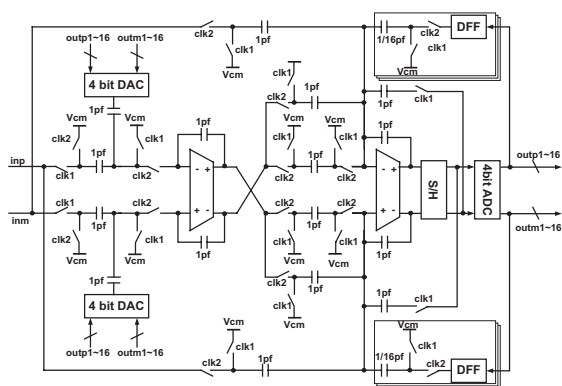 outp1~16
outm1~16
clk2
1pf
clk1
Vcm
1/16pf
clk2
DFF
Vcm
clk1
4 bit DAC
1pf
clk1
clk2
1pf
1pf
clk1
Vcm
clk2
Vcm
clk1
1pf
Vcm
clk1
Vcm
clk1
1pf
inp
clk1
1pf
clk2
- +
clk2
1pf
clk2
- +
S/H
4bit ADC
outp1~16
inm
clk1
1pf
clk2
+ -
clk2
1pf
clk2
+ -
outm1~16
clk2
Vcm
clk1
Vcm
1pf
clk1
Vcm
clk1
Vcm
1pf
1pf
clk2
clk1
Vcm
1pf
1pf
clk1
4 bit DAC
outp1~16
outm1~16
Vcm
clk1
clk2
1pf
Vcm
clk1
1/16pf
clk2
DFF